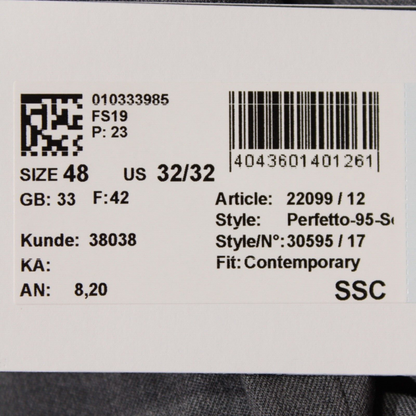 010333985
FS19
P: 23
4043601401261
SIZE 48 US 32/32
GB: 33 F:42
Article: 22099 / 12
Style: Perfetto-95-
Kunde: 38038
Style/N°: 30595 / 17
KA:
Fit: Contemporary
AN: 8,20
SSC